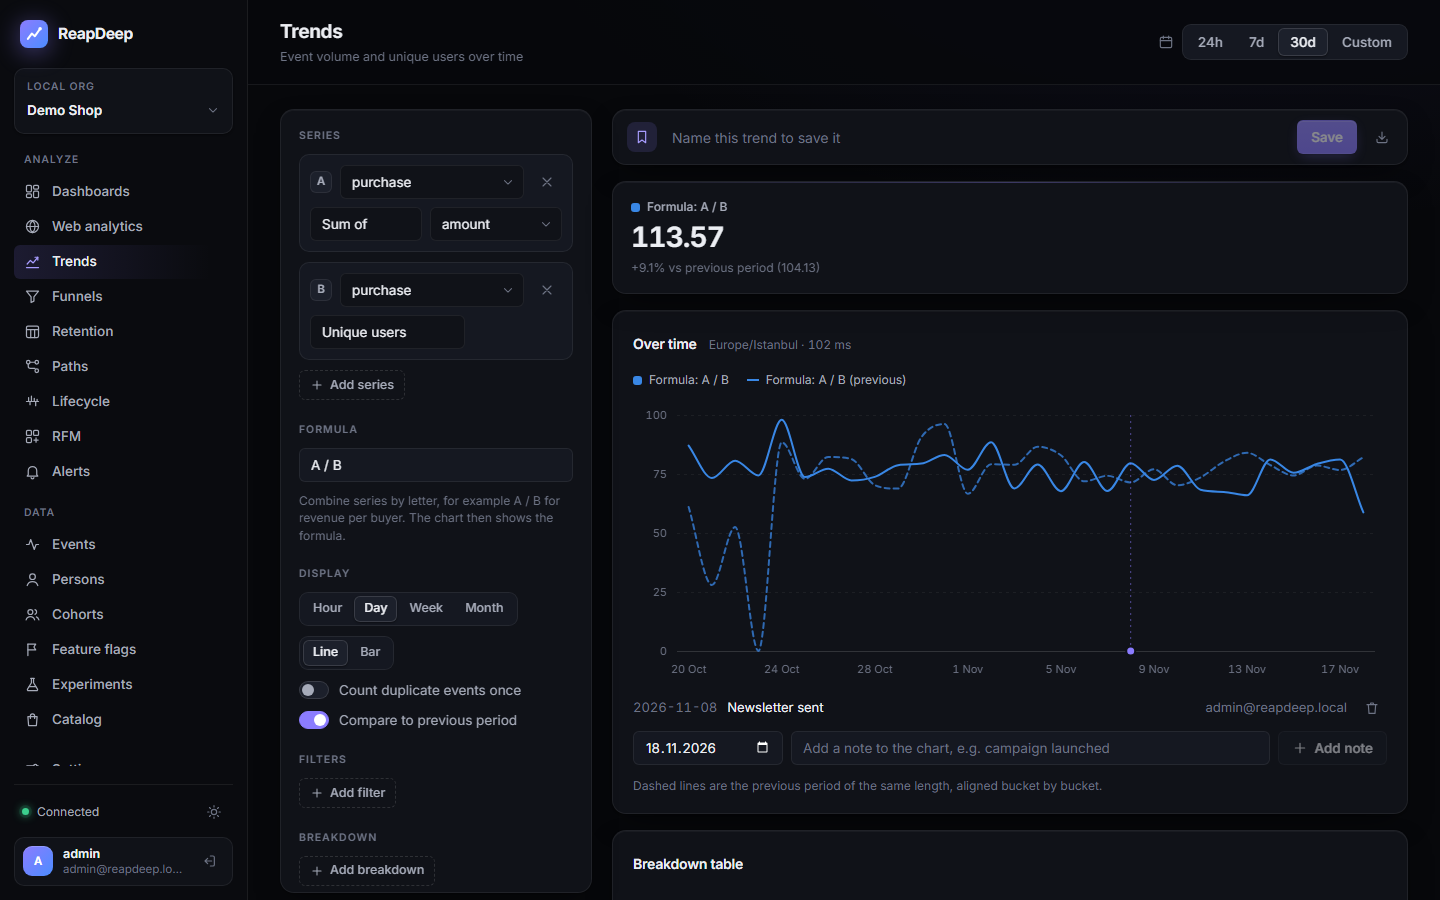 ReapDeep
LOCAL ORG
Demo Shop
ANALYZE
Dashboards
Web analytics
Trends
Funnels
Retention
Paths
Lifecycle
RFM
Alerts
DATA
Events
Persons
Cohorts
Feature flags
Experiments
Catalog
Connected
A
admin
admin@reapdeep.lo...
Trends
Event volume and unique users over time
24h 7d 30d Custom
SERIES
A purchase
Sum of amount
B purchase
Unique users
+ Add series
FORMULA
A / B
Combine series by letter, for example A / B for
revenue per buyer. The chart then shows the
formula.
DISPLAY
Hour Day Week Month
Line Bar
Count duplicate events once
Compare to previous period
FILTERS
+ Add filter
BREAKDOWN
+ Add breakdown
Name this trend to save it
Save
Formula: A / B
113.57
+9.1% vs previous period (104.13)
Over time Europe/Istanbul · 102 ms
Formula: A / B Formula: A / B (previous)
100
75
50
25
0
20 Oct 24 Oct 28 Oct 1 Nov 5 Nov 9 Nov 13 Nov 17 Nov
2026-11-08 Newsletter sent admin@reapdeep.local
18.11.2026 Add a note to the chart, e.g. campaign launched + Add note
Dashed lines are the previous period of the same length, aligned bucket by bucket.
Breakdown table